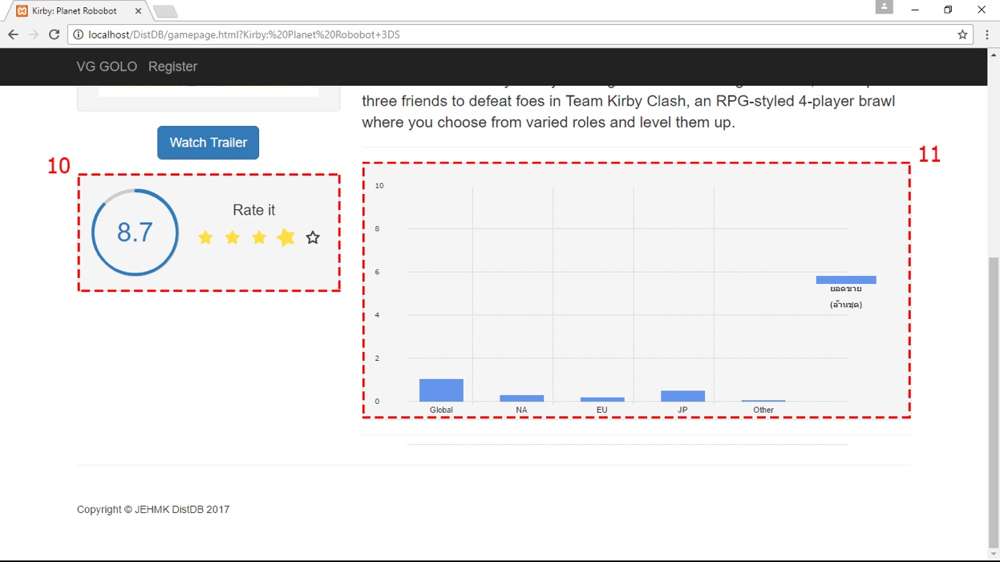 Kirby: Planet Robobot
localhost/DistDB/gamepage.html?Kirby:%20Planet%20Robobot+3DS
VG GOLO Register
three friends to defeat foes in Team Kirby Clash, an RPG-styled 4-player brawl
where you choose from varied roles and level them up.
Watch Trailer
10
8.7
Rate it
11
10
8
6
4
2
0
ยอดขาย
(ล้านชุด)
Global NA EU JP Other
Copyright © JEHMK DistDB 2017